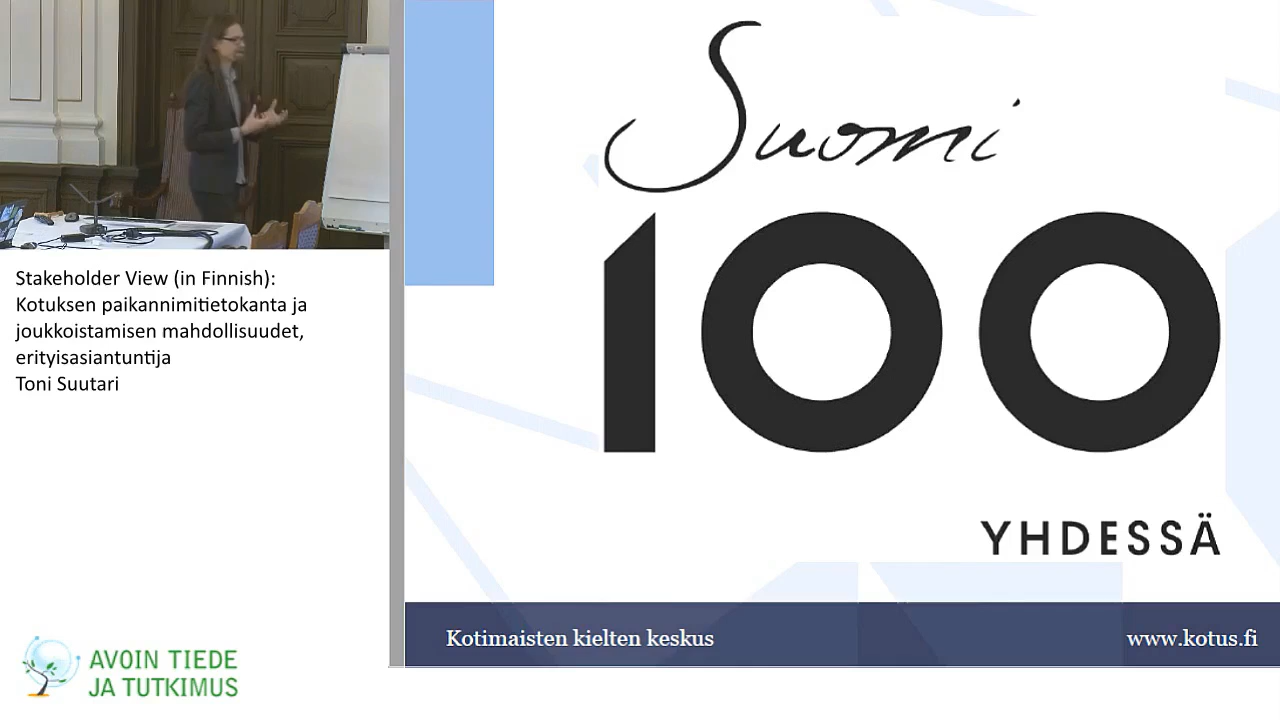 Stakeholder View (in Finnish):
Kotuksen paikannimitietokanta ja
joukkoistamisen mahdollisuudet,
erityisasiantuntija
Toni Suutari
AVOIN TIEDE
JA TUTKIMUS
Suomi
100
YHDESSÄ
Kotimaisten kielten keskus
www.kotus.fi